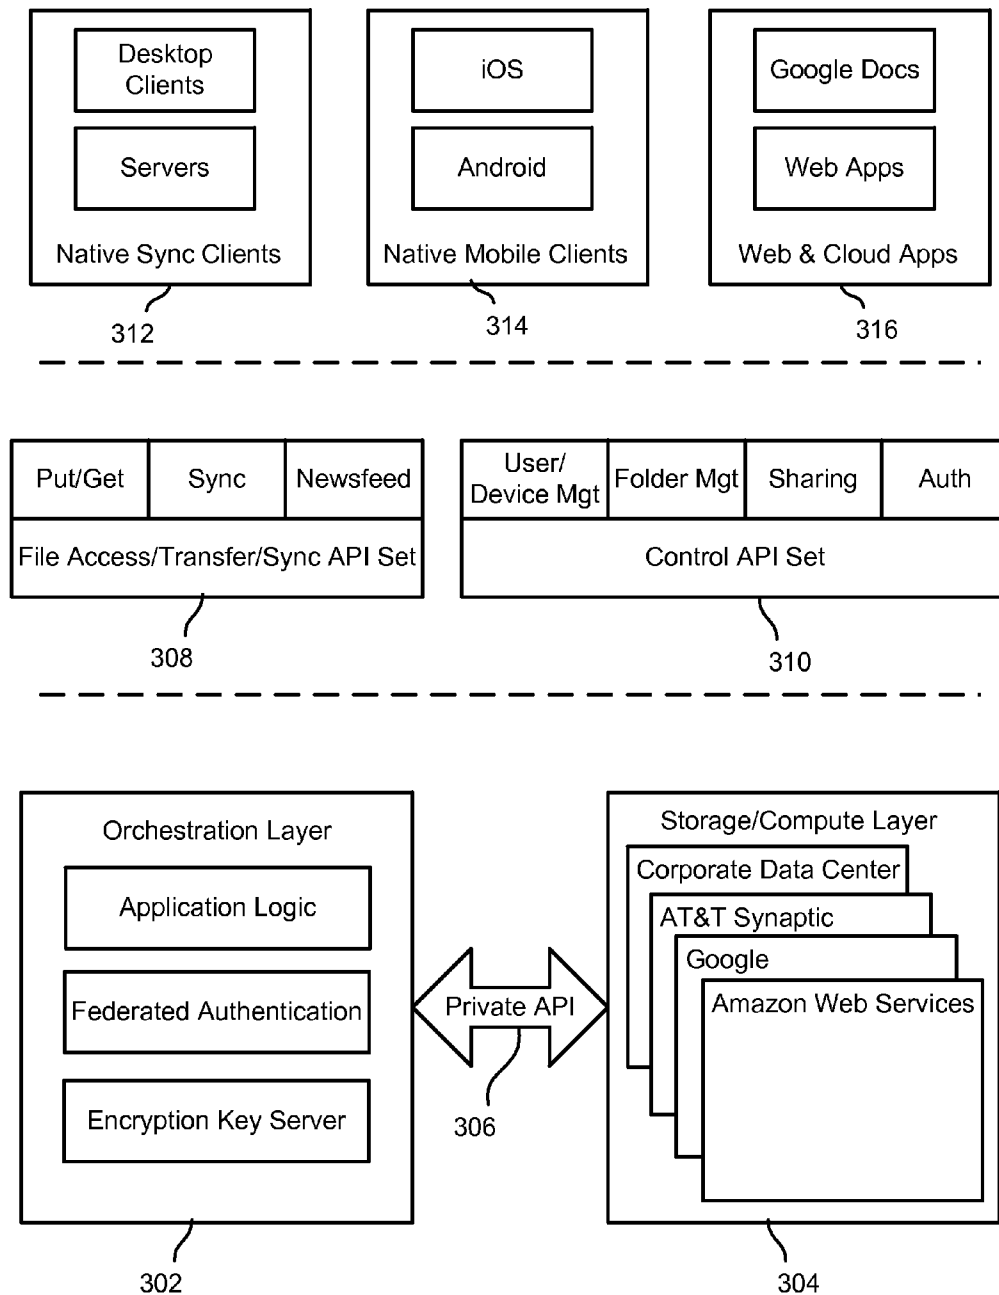 Desktop
Clients
Servers
Native Sync Clients
312
iOS
Android
Native Mobile Clients
314
Google Docs
Web Apps
Web & Cloud Apps
316
Put/Get
Sync
Newsfeed
File Access/Transfer/Sync API Set
308
User/
Device Mgt
Folder Mgt
Sharing
Auth
Control API Set
310
Orchestration Layer
Application Logic
Federated Authentication
Encryption Key Server
302
Private API
306
Storage/Compute Layer
Corporate Data Center
AT&T Synaptic
Google
Amazon Web Services
304